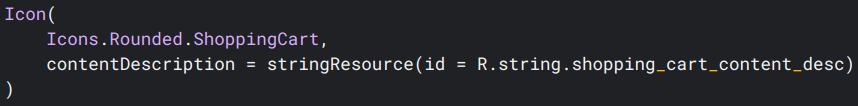 Icon(
    Icons.Rounded.ShoppingCart,
    contentDescription = stringResource(id = R.string.shopping_cart_content_desc)
)